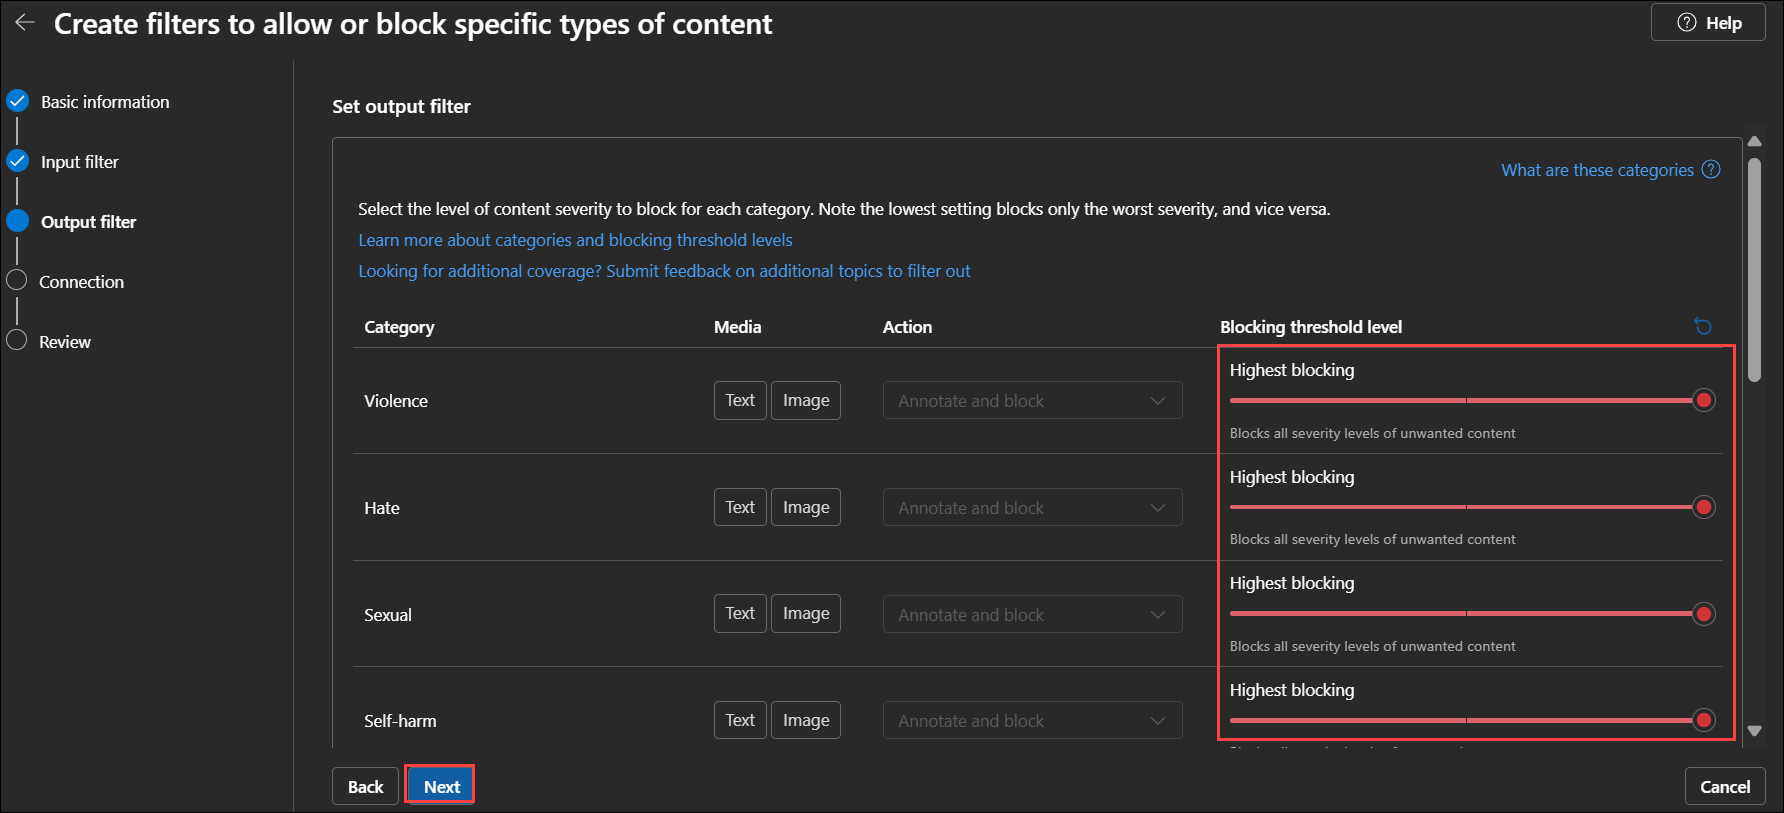 Create filters to allow or block specific types of content
Help
Basic information
Input filter
Output filter
Connection
Review
Set output filter
What are these categories
Select the level of content severity to block for each category. Note the lowest setting blocks only the worst severity, and vice versa.
Learn more about categories and blocking threshold levels
Looking for additional coverage? Submit feedback on additional topics to filter out
Category Media Action Blocking threshold level
Highest blocking
Violence Text Image Annotate and block
Blocks all severity levels of unwanted content
Highest blocking
Hate Text Image Annotate and block
Blocks all severity levels of unwanted content
Highest blocking
Sexual Text Image Annotate and block
Blocks all severity levels of unwanted content
Highest blocking
Self-harm Text Image Annotate and block
Back Next Cancel